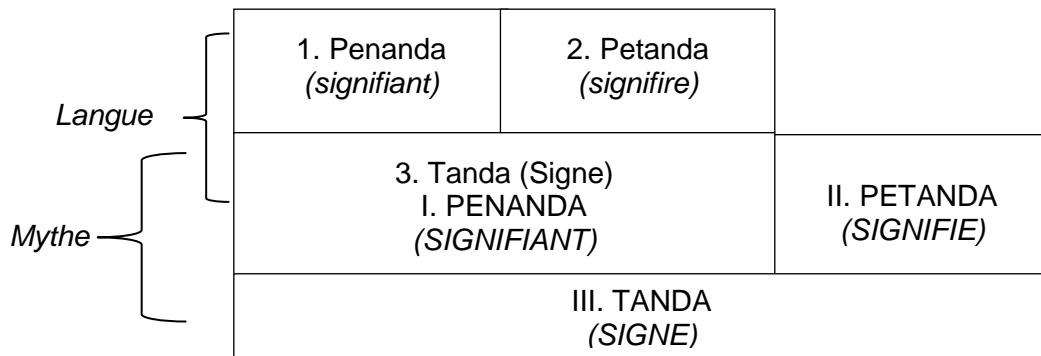 1. Penanda
(signifiant)
2. Petanda
(signifire)
Langue
3. Tanda (Signe)
I. PENANDA
(SIGNIFIANT)
II. PETANDA
(SIGNIFIE)
Mythe
III. TANDA
(SIGNE)